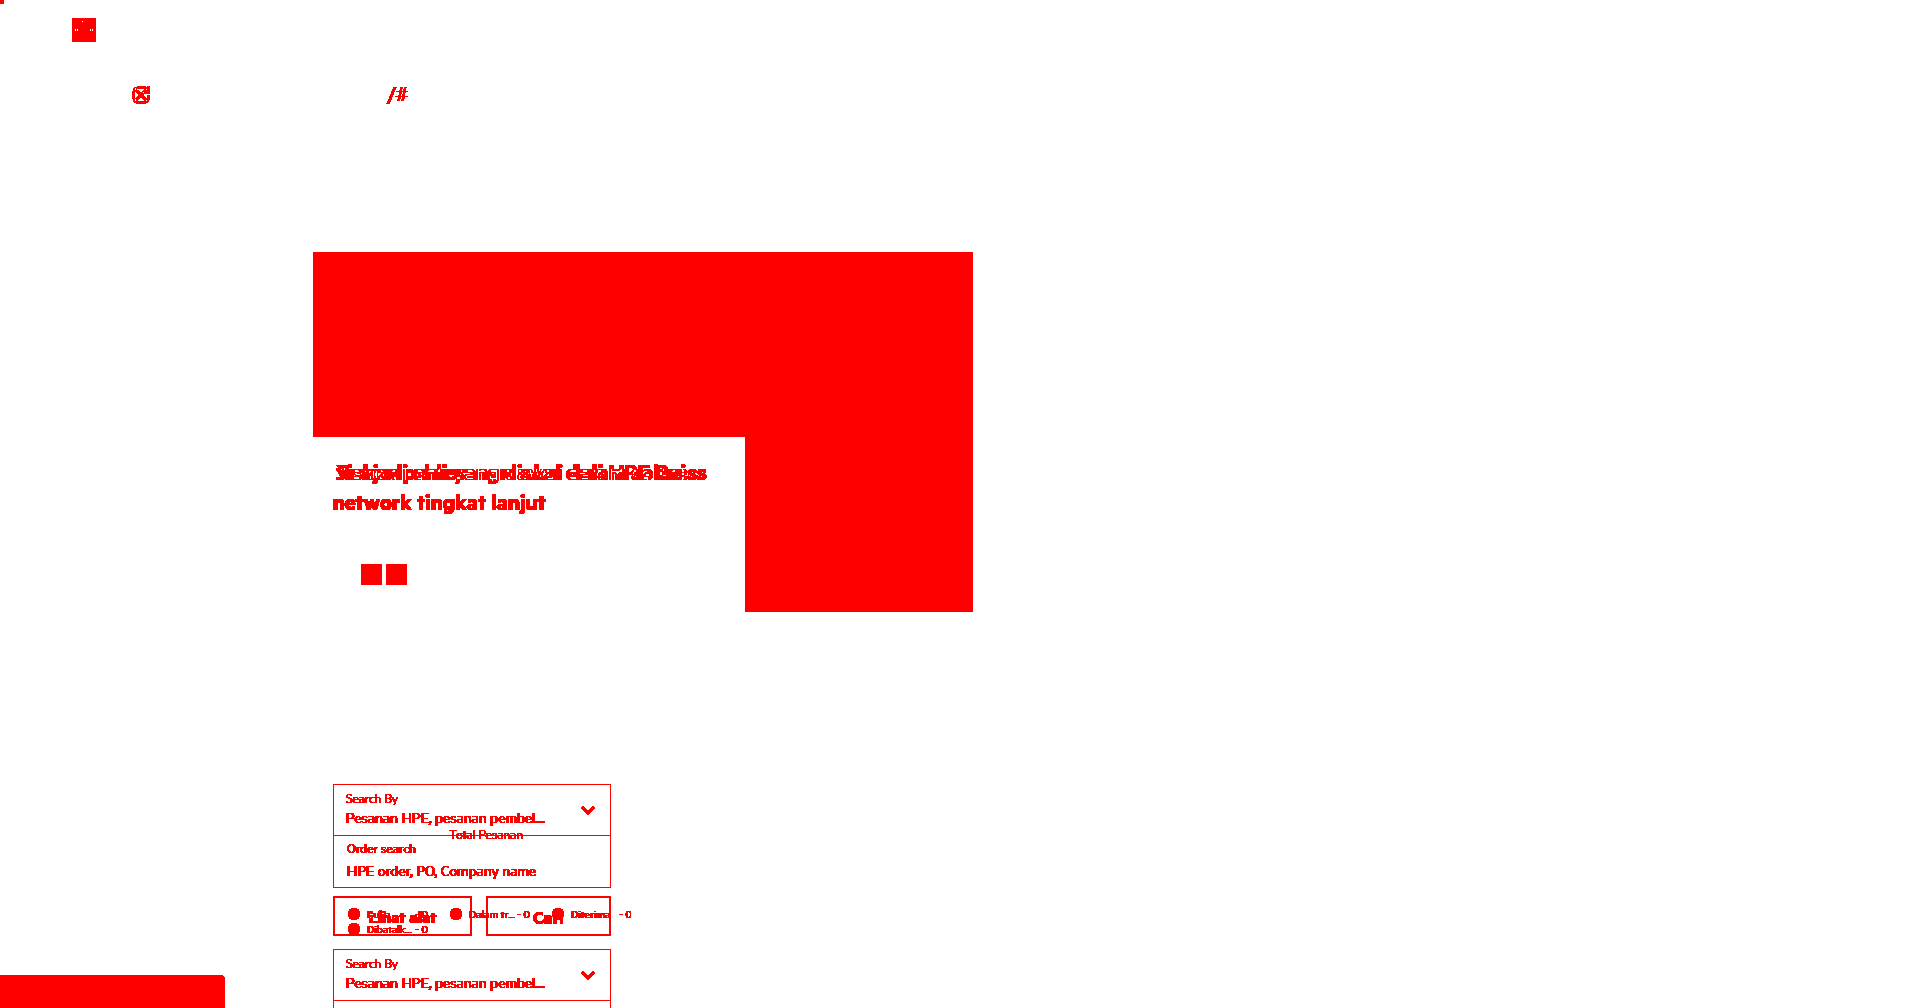 /#
network tingkat lanjut
Search By
Pesanan HPE, pesanan pembel...
Total Pesanan
Order search
HPE order, PO, Company name
Dalam tr... - 0
Cari
Diterima - 0
Lihat alat
Dibatalk... - 0
Search By
Pesanan HPE, pesanan pembel...